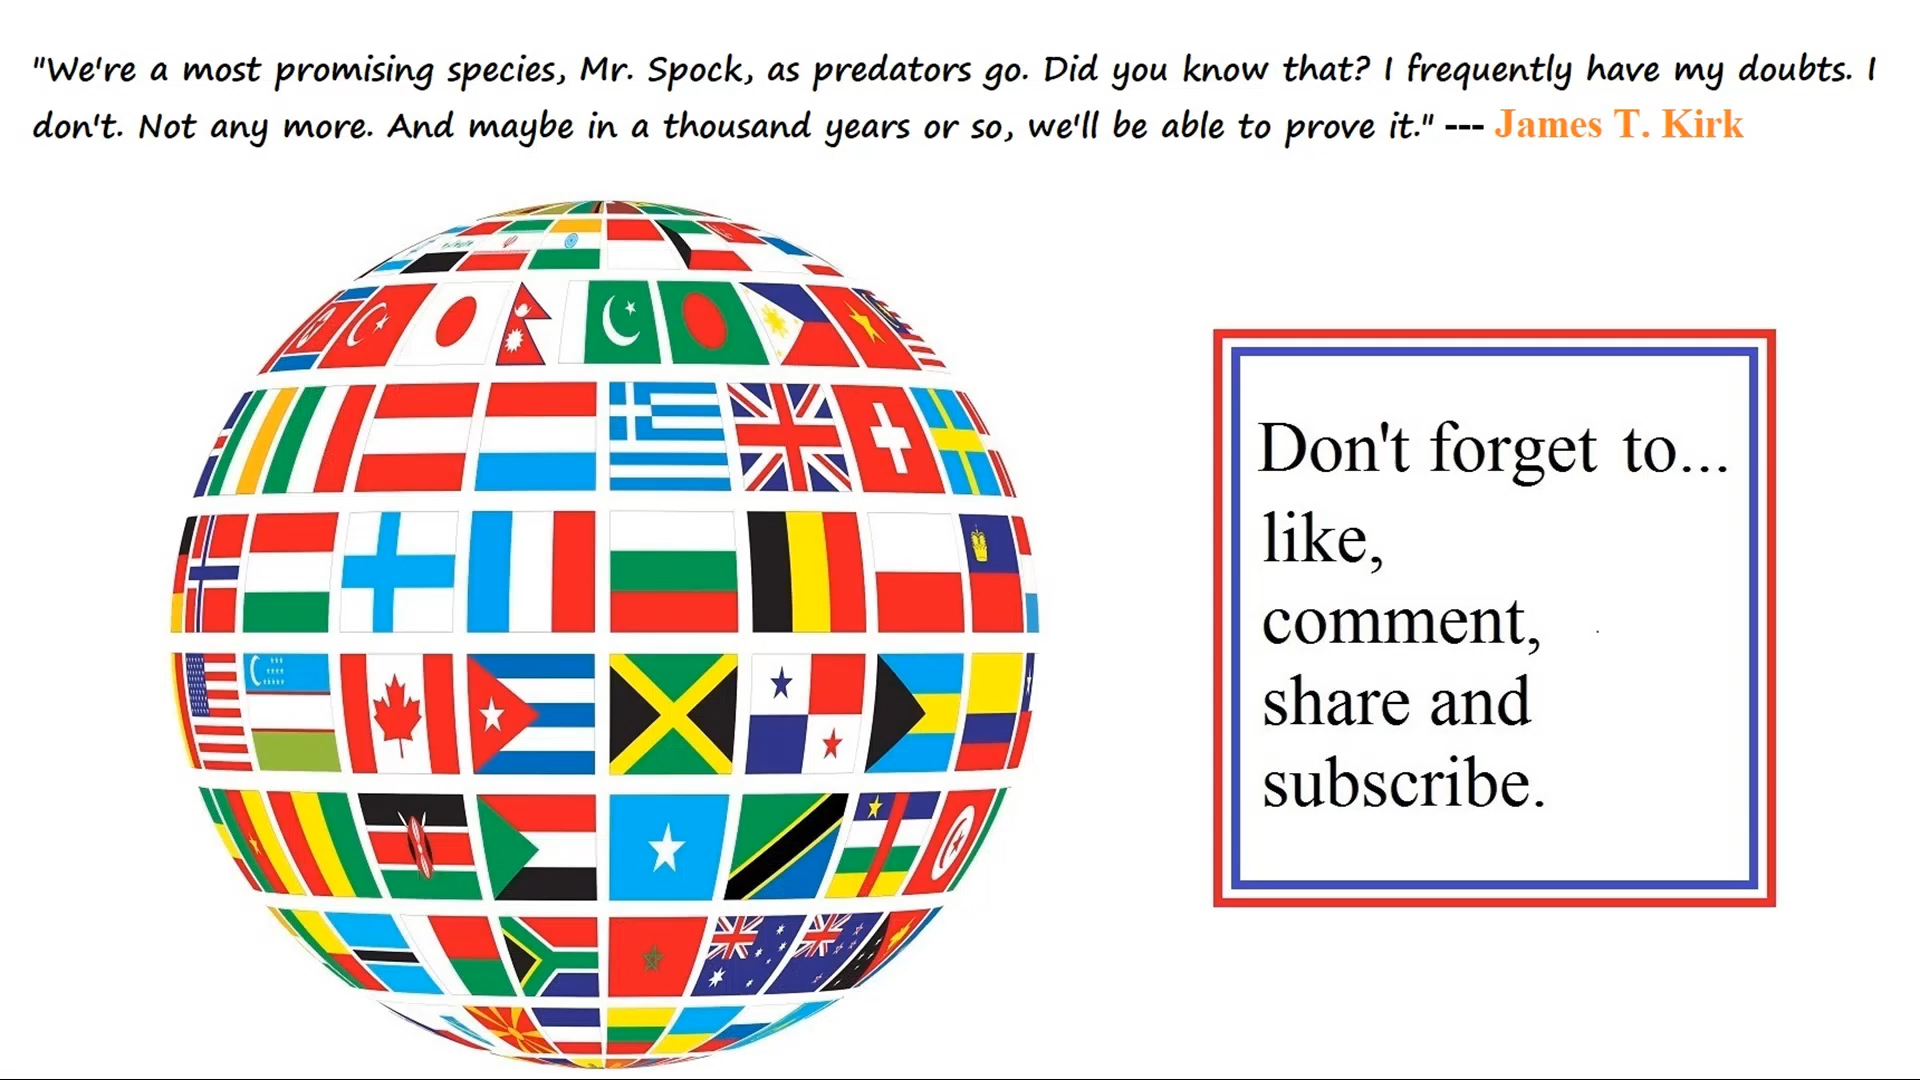 "We're a most promising species, Mr. Spock, as predators go. Did you know that? I frequently have my doubts. I
don't. Not any more. And maybe in a thousand years or so, we'll be able to prove it." --- James T. Kirk
Don't forget to...
like,
comment,
share and
subscribe.